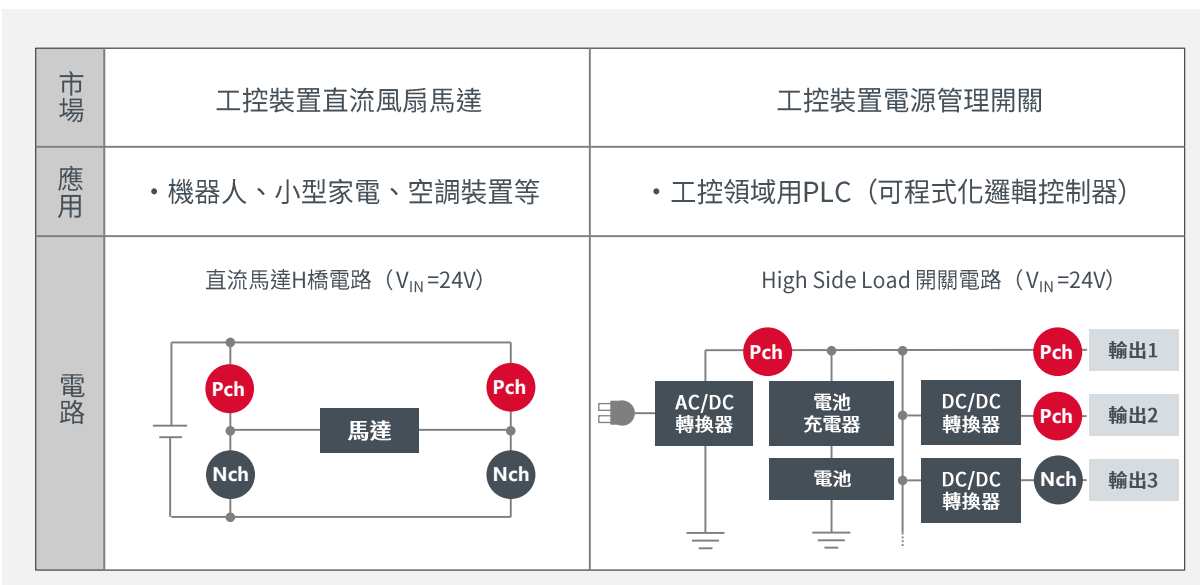 市場
工控裝置直流風扇馬達
工控裝置電源管理開關
應用
・機器人、小型家電、空調裝置等
・工控領域用PLC（可程式化邏輯控制器）
電路
直流馬達H橋電路（VIN=24V）
Pch
Pch
馬達
Nch
Nch
High Side Load 開關電路（VIN=24V）
Pch
Pch
輸出1
AC/DC
轉換器
電池
充電器
DC/DC
轉換器
Pch
輸出2
電池
DC/DC
轉換器
Nch
輸出3